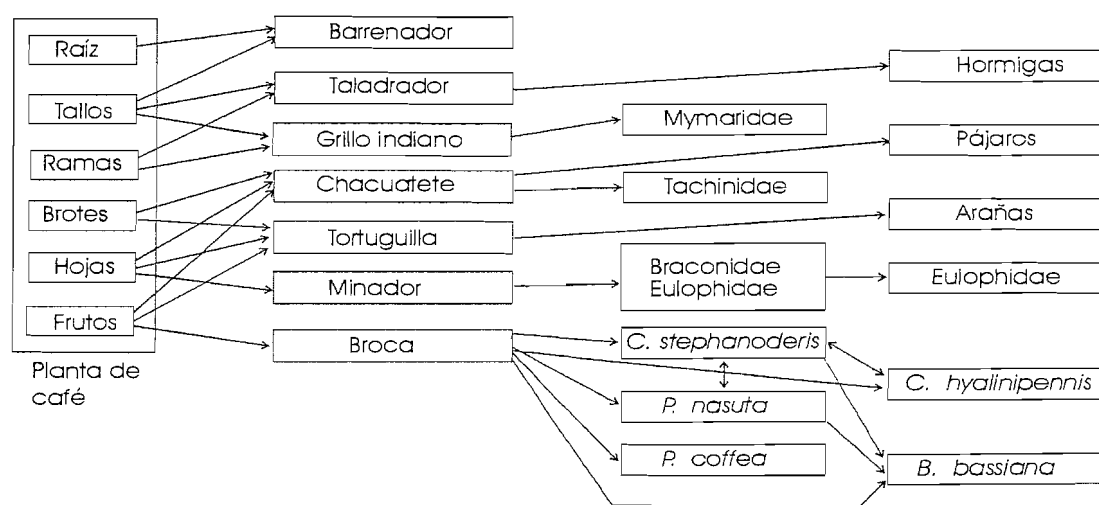 Raíz
Tallos
Ramas
Brotes
Hojas
Frutos
Planta de
café
Barrenador
Taladrador
Grillo indiano
Chacuatete
Tortuguilla
Minador
Broca
Mymaridae
Tachinidae
Braconidae
Eulophidae
C. stephanoderis
P. nasuta
P. coffea
Hormigas
Pájaros
Arañas
Eulophidae
C. hyalinipennis
B. bassiana